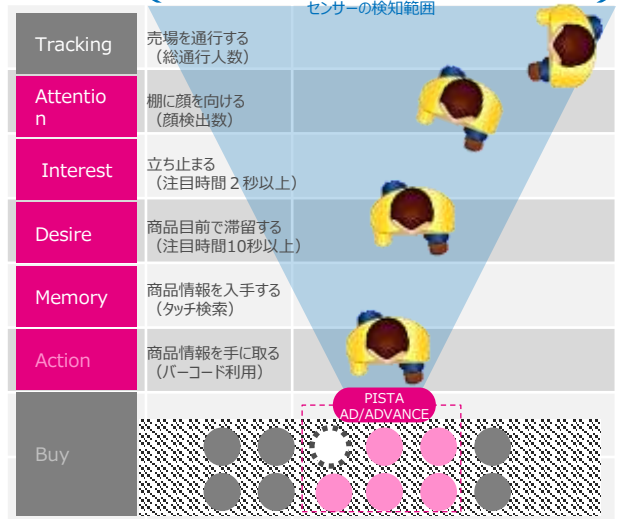 センサーの検知範囲
Tracking
売場を通行する
（総通行人数）
Attentio
n
棚に顔を向ける
（顔検出数）
Interest
立ち止まる
（注目時間２秒以上）
Desire
商品目前で滞留する
（注目時間10秒以上）
Memory
商品情報を入手する
（タッチ検索）
Action
商品情報を手に取る
（バーコード利用）
PISTA
AD/ADVANCE
Buy